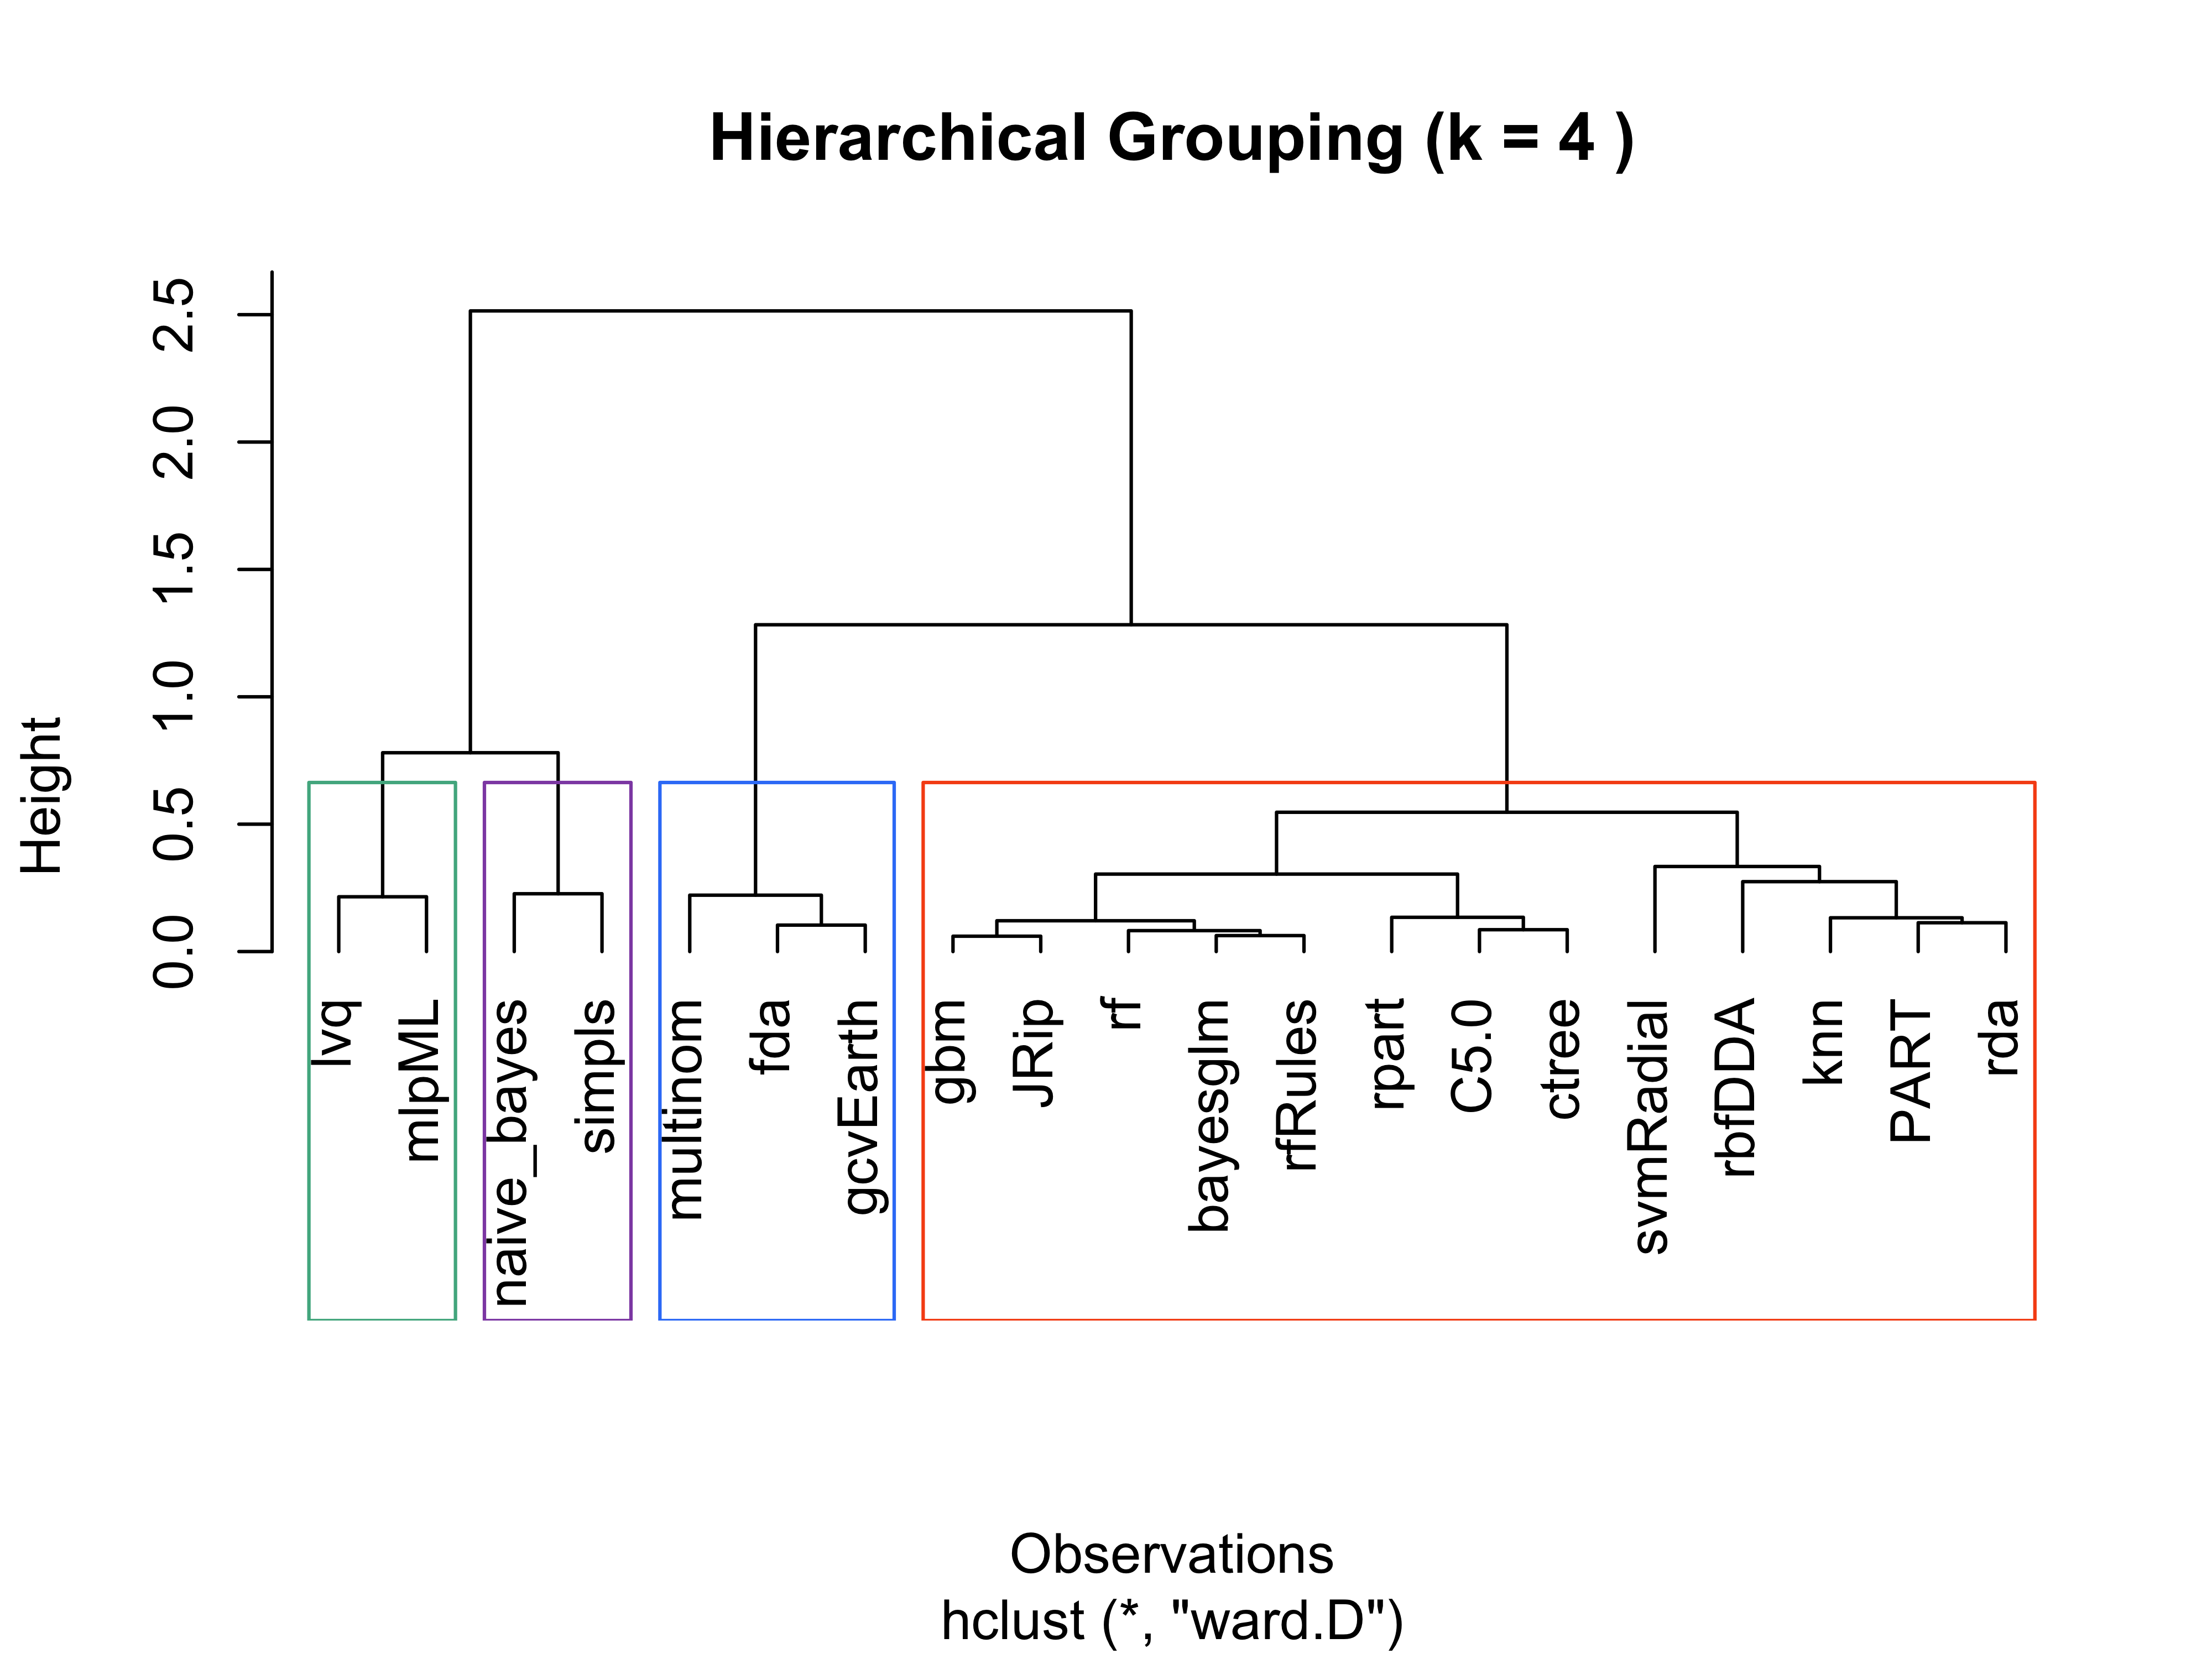 Hierarchical Grouping (k = 4 )
Height
2.5
2.0
1.5
1.0
0.5
0.0
lvq
mlpML
naive_bayes
simpls
multinom
fda
gcvEarth
gbm
JRip
rf
bayesglm
rfRules
rpart
C5.0
ctree
svmRadial
rbfDDA
knn
PART
rda
Observations
hclust (*, "ward.D")